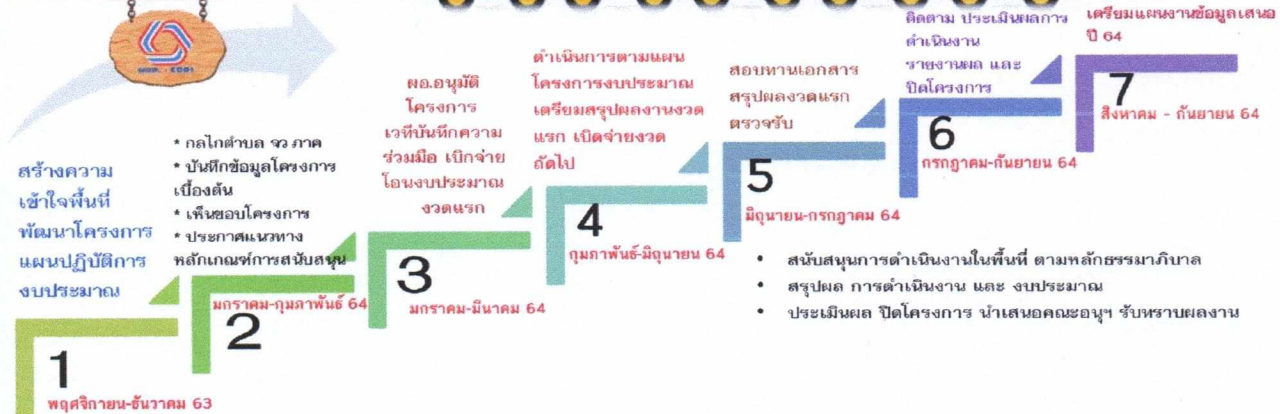 สร้างความ
เข้าใจพื้นที่
พัฒนาโครงการ
แผนปฏิบัติการ
งบประมาณ
1
พฤศจิกายน-ธันวาคม 63
* กลไกตำบล จว ภาค
* บันทึกข้อมูลโครงการ
เบื้องต้น
* เห็นชอบโครงการ
* ประกาศแนวทาง
หลักเกณฑ์การสนับสนุน
มกราคม-กุมภาพันธ์ 64
2
ผอ.อนุมัติ
โครงการ
เวทีบันทึกความ
ร่วมมือ เบิกจ่าย
โอนงบประมาณ
งวดแรก
3
มกราคม-มีนาคม 64
ดำเนินการตามแผน
โครงการงบประมาณ
เตรียมสรุปผลงานงวด
แรก เบิดจ่ายงวด
ถัดไป
4
กุมภาพันธ์-มิถุนายน 64
สอบทานเอกสาร
สรุปผลงวดแรก
ตรวจรับ
5
มิถุนายน-กรกฎาคม 64
ติดตาม ประเมินผลการ
ดำเนินงาน
รายงานผล และ
ปิดโครงการ
6
กรกฎาคม-กันยายน 64
เตรียมแผนงานข้อมูลเสนอ
ปี 64
7
สิงหาคม - กันยายน 64
• สนับสนุนการดำเนินงานในพื้นที่ ตามหลักธรรมาภิบาล
• สรุปผล การดำเนินงาน และ งบประมาณ
• ประเมินผล ปิดโครงการ นำเสนอคณะอนุฯ รับทราบผลงาน